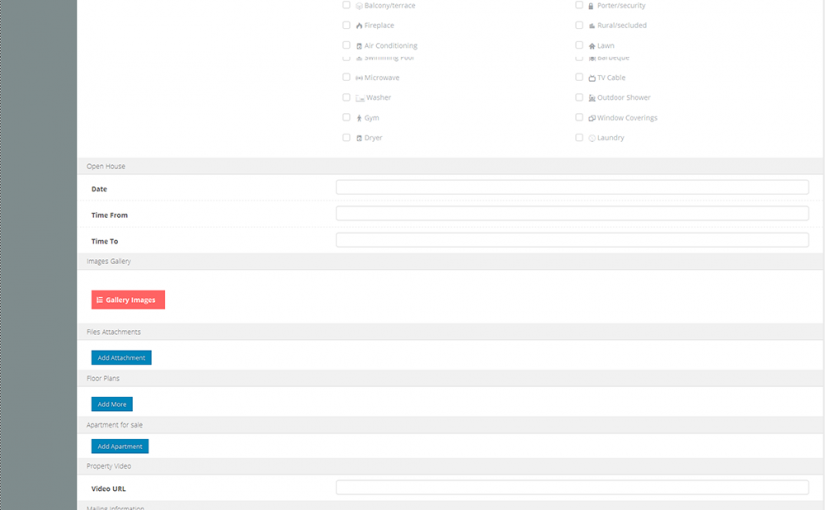 Balcony/terrace Porter/security
Fireplace Rural/secluded
Air Conditioning Lawn
Swimming Pool Barbeque
Microwave TV Cable
Washer Outdoor Shower
Gym Window Coverings
Dryer Laundry
Open House
Date
Time From
Time To
Images Gallery
Gallery Images
Files Attachments
Add Attachment
Floor Plans
Add More
Apartment for sale
Add Apartment
Property Video
Video URL
Mailing Information